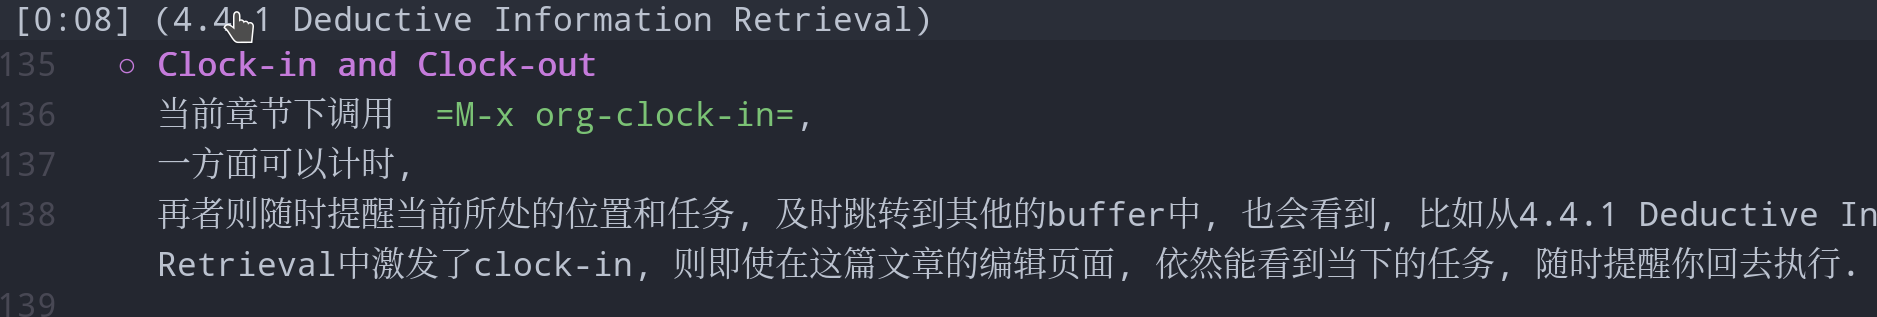 [0:08] (4.4.1 Deductive Information Retrieval)
135 ○ Clock-in and Clock-out
136 当前章节下调用 =M-x org-clock-in=,
137 一方面可以计时,
138 再者则随时提醒当前所处的位置和任务, 及时跳转到其他的buffer中, 也会看到, 比如从4.4.1 Deductive In
Retrieval中激发了clock-in, 则即使在这篇文章的编辑页面, 依然能看到当下的任务, 随时提醒你回去执行.
139